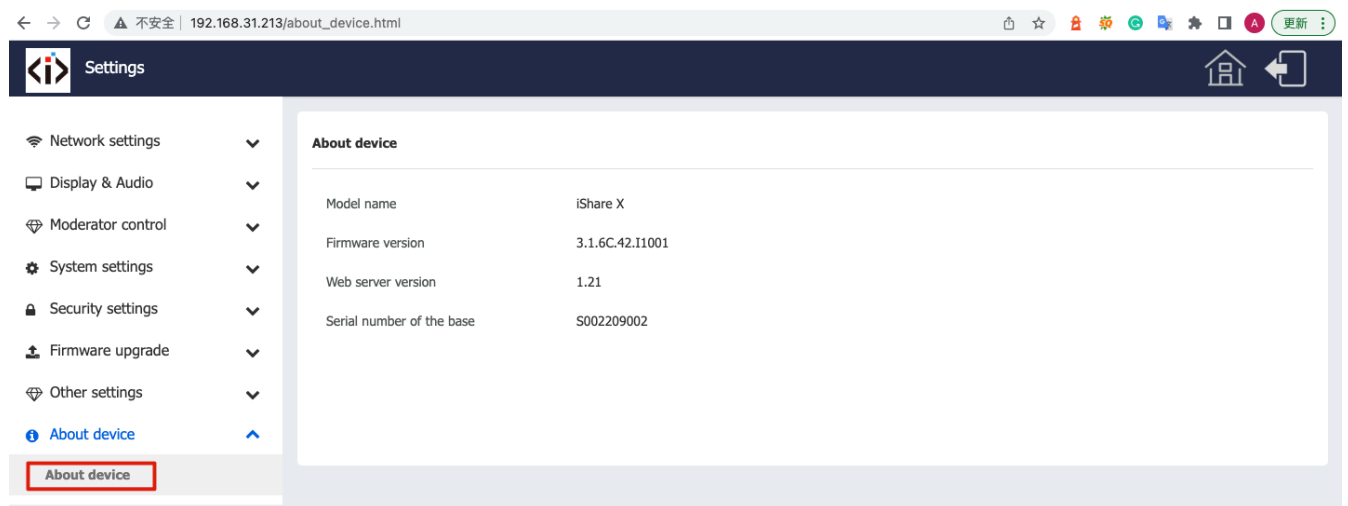 不安全 192.168.31.213/about_device.html A 更新
<i> Settings
Network settings
Display & Audio
Moderator control
System settings
Security settings
Firmware upgrade
Other settings
About device
About device
About device
Model name iShare X
Firmware version 3.1.6C.42.I1001
Web server version 1.21
Serial number of the base S002209002